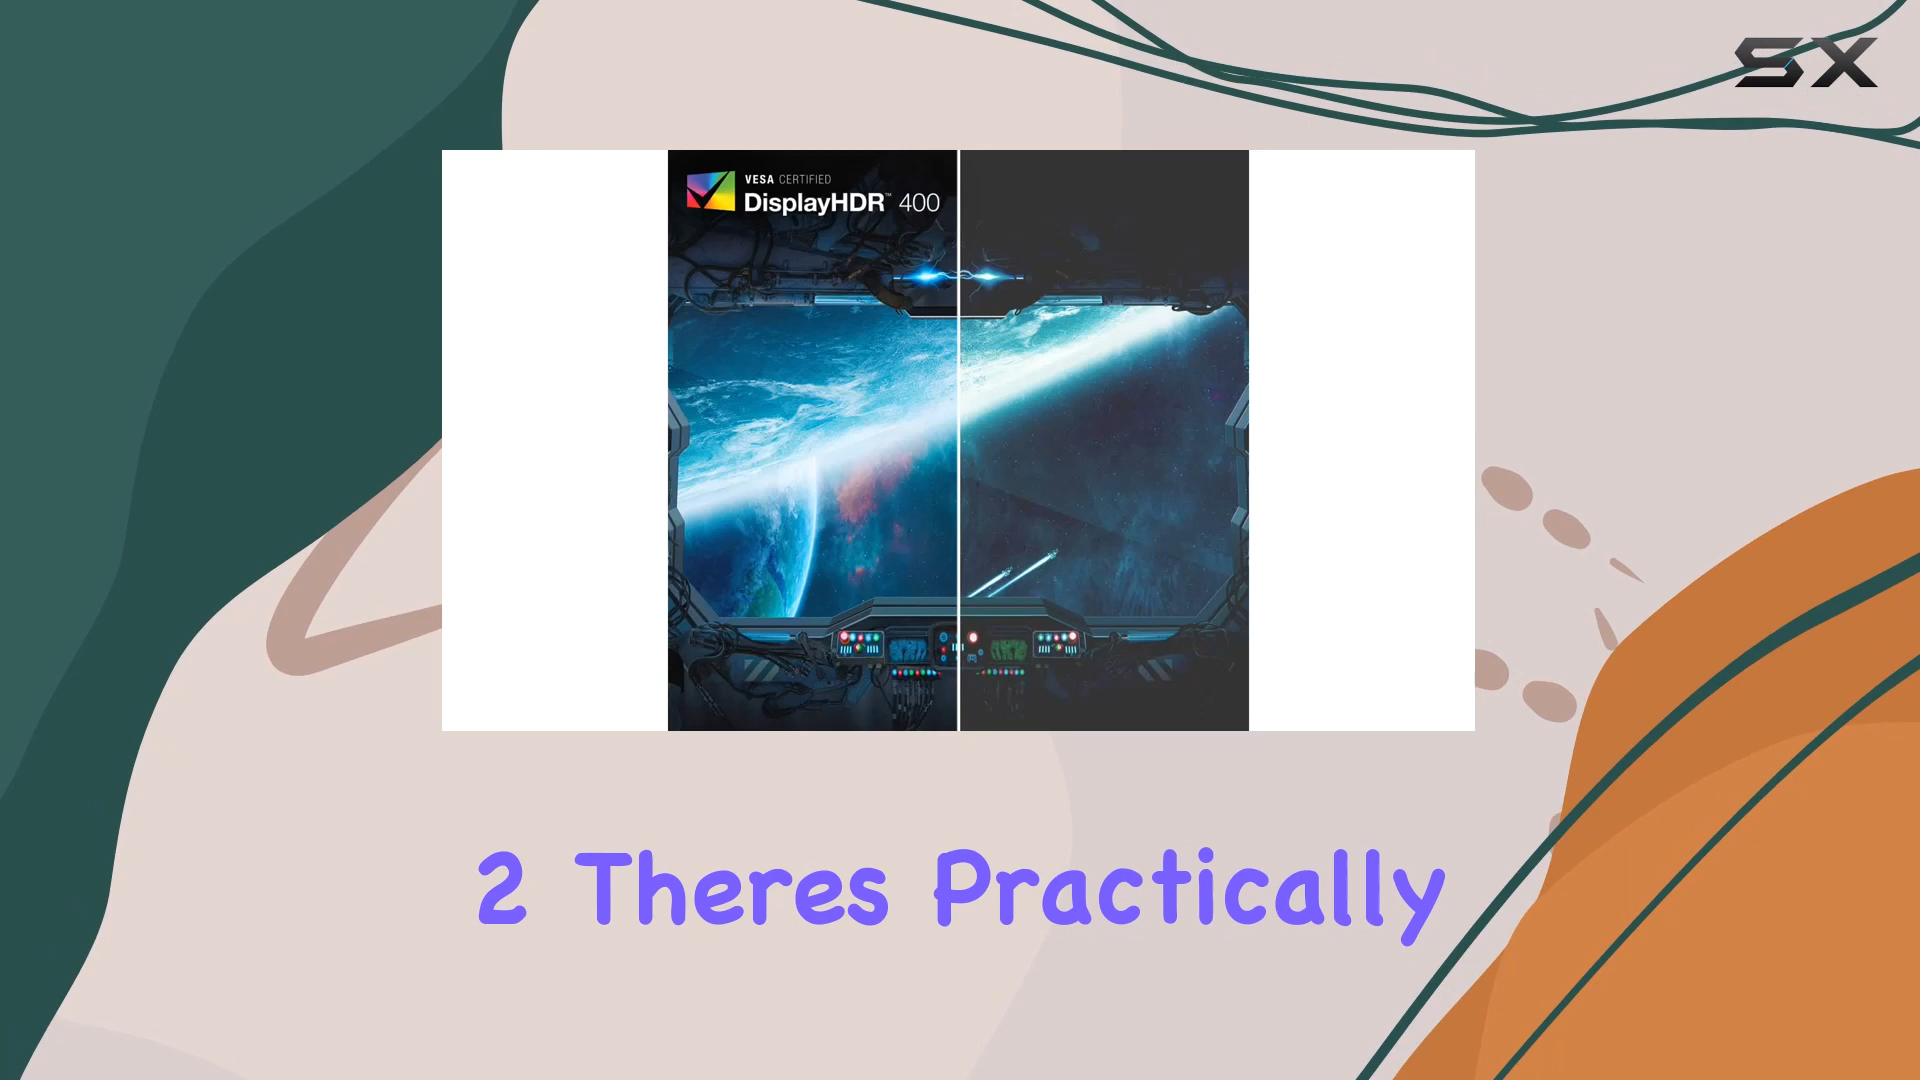 SX
VESA CERTIFIED
DisplayHDR™ 400
2 Theres Practically